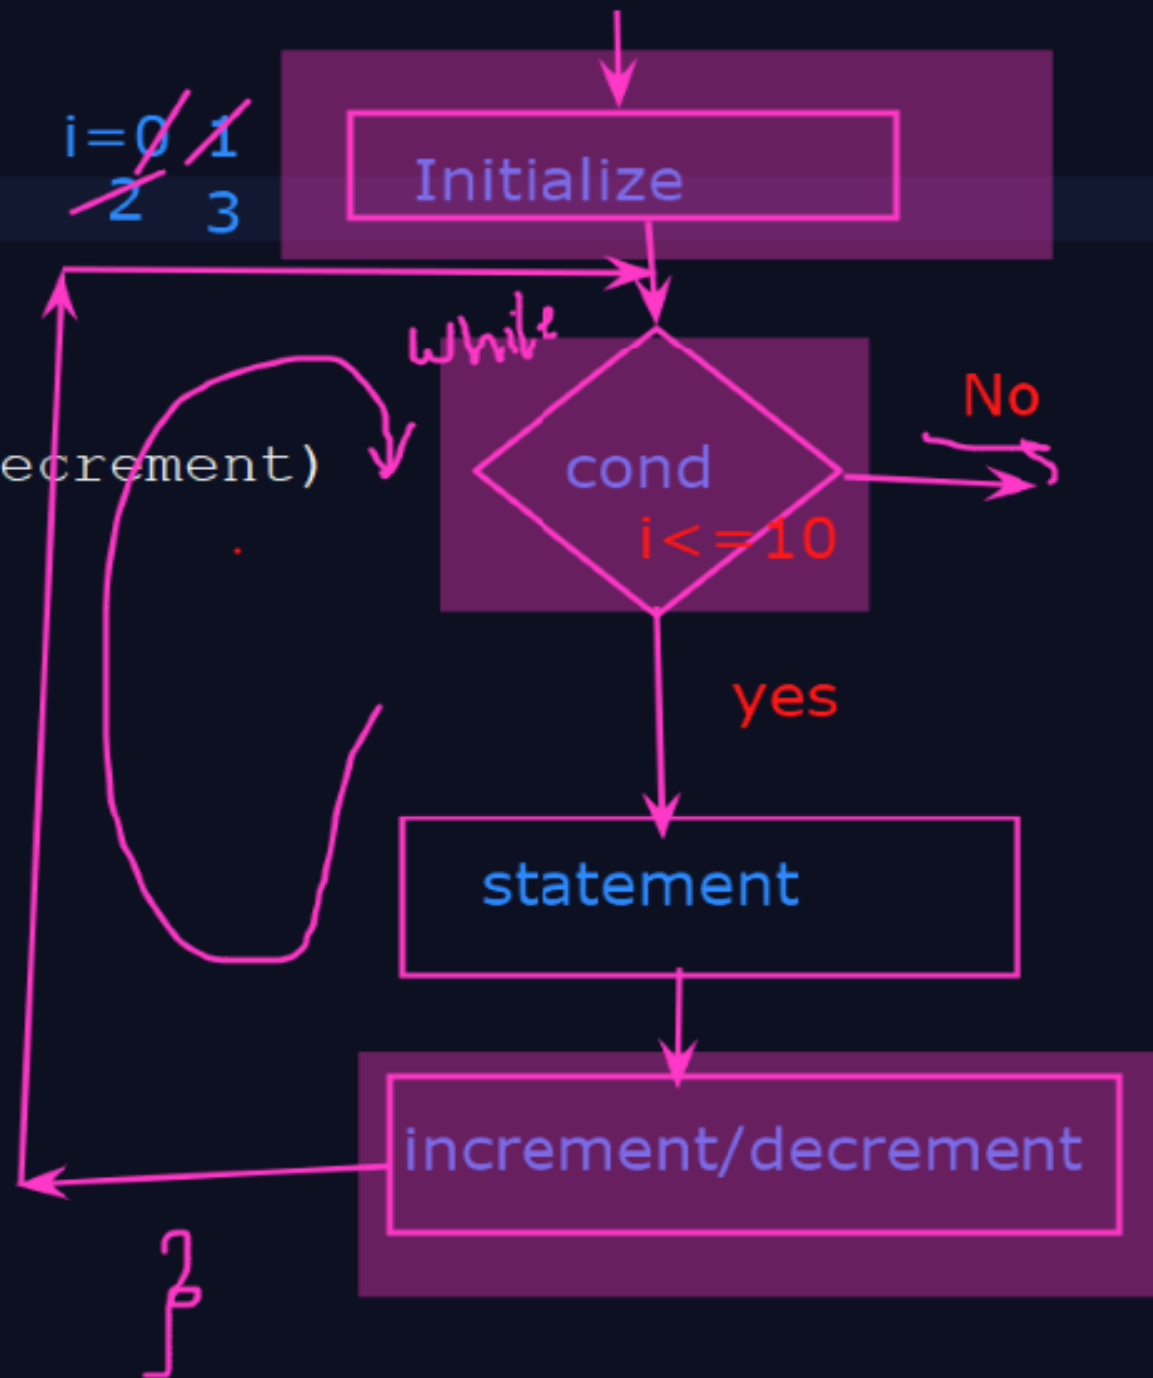 i=0 1
2 3
Initialize
while
No
ecrement)
cond
i<=10
yes
statement
increment/decrement
}